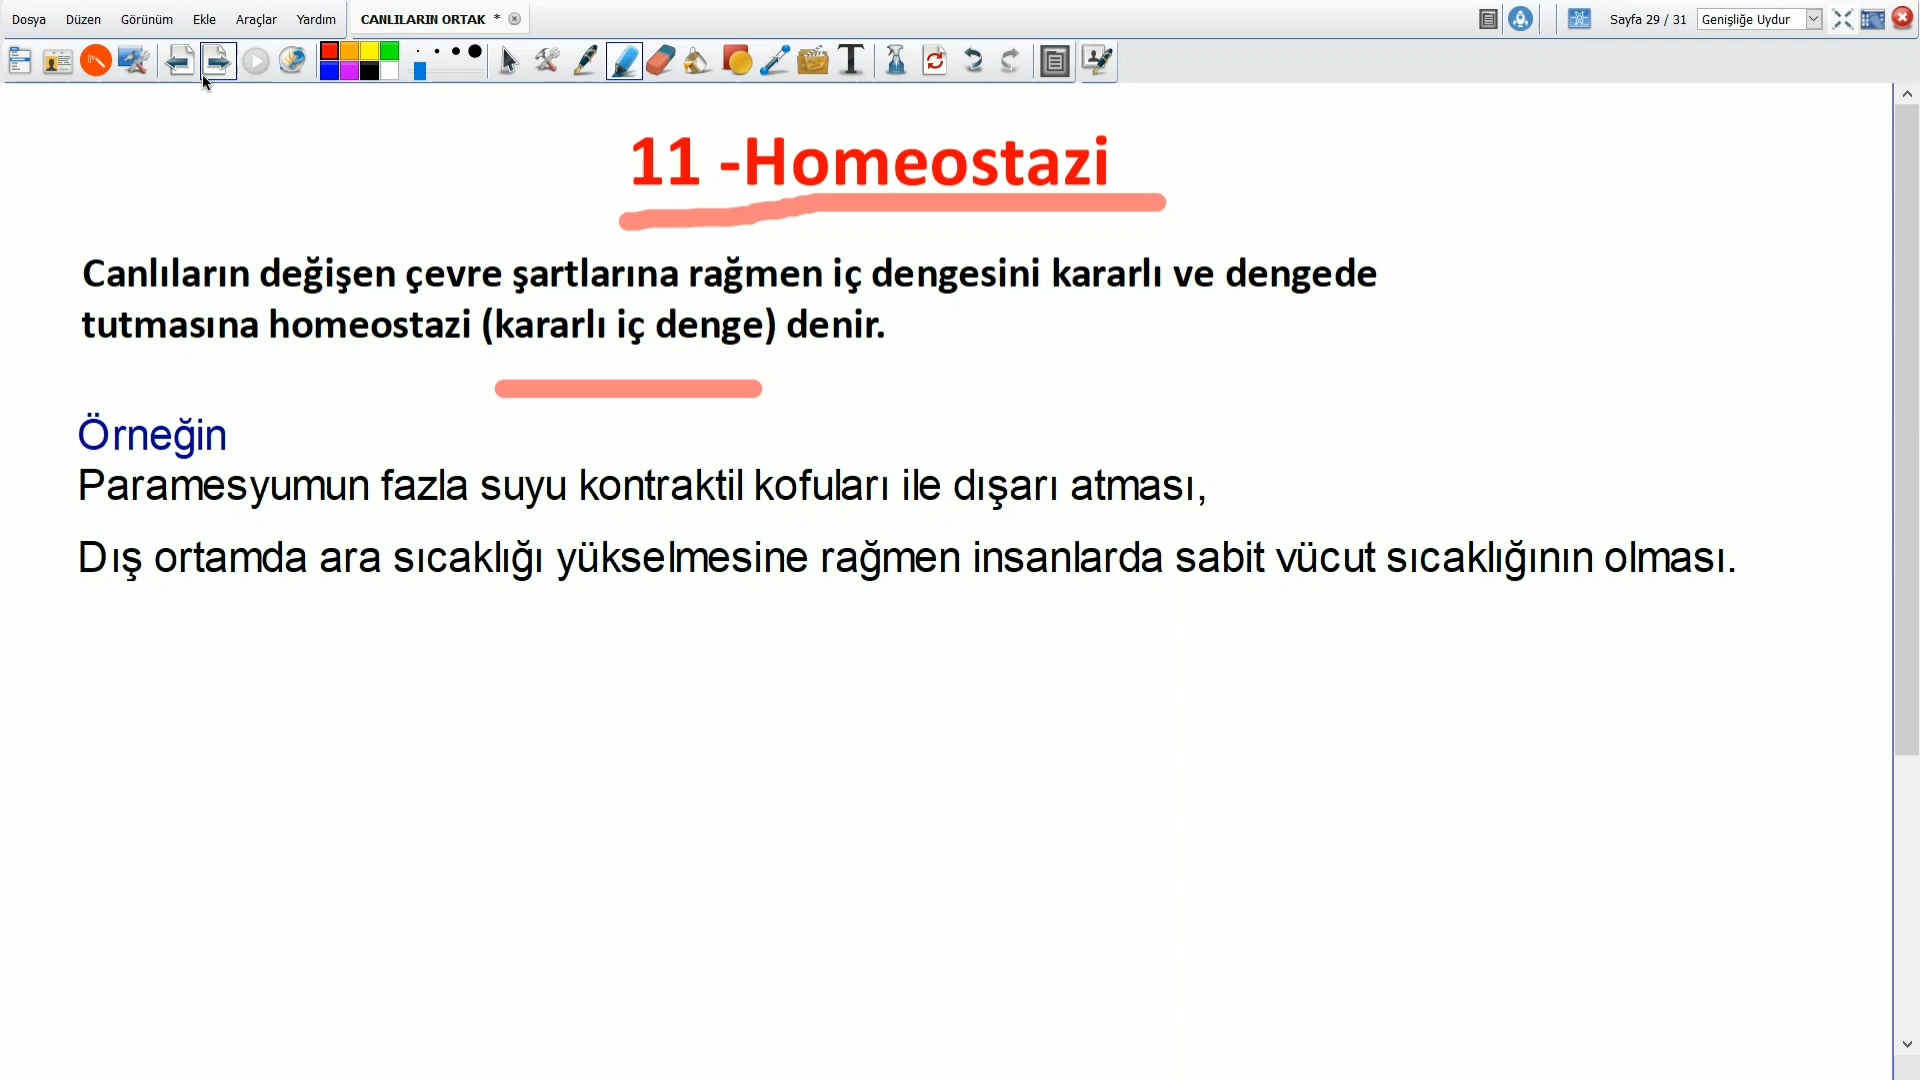 Dosya Düzen Görünüm Ekle Araçlar Yardım CANLILARIN ORTAK * Sayfa 29 / 31 Genişliğe Uydur
11 -Homeostazi
Canlıların değişen çevre şartlarına rağmen iç dengesini kararlı ve dengede
tutmasına homeostazi (kararlı iç denge) denir.
Örneğin
Paramesyumun fazla suyu kontraktil kofuları ile dışarı atması,
Dış ortamda ara sıcaklığı yükselmesine rağmen insanlarda sabit vücut sıcaklığının olması.